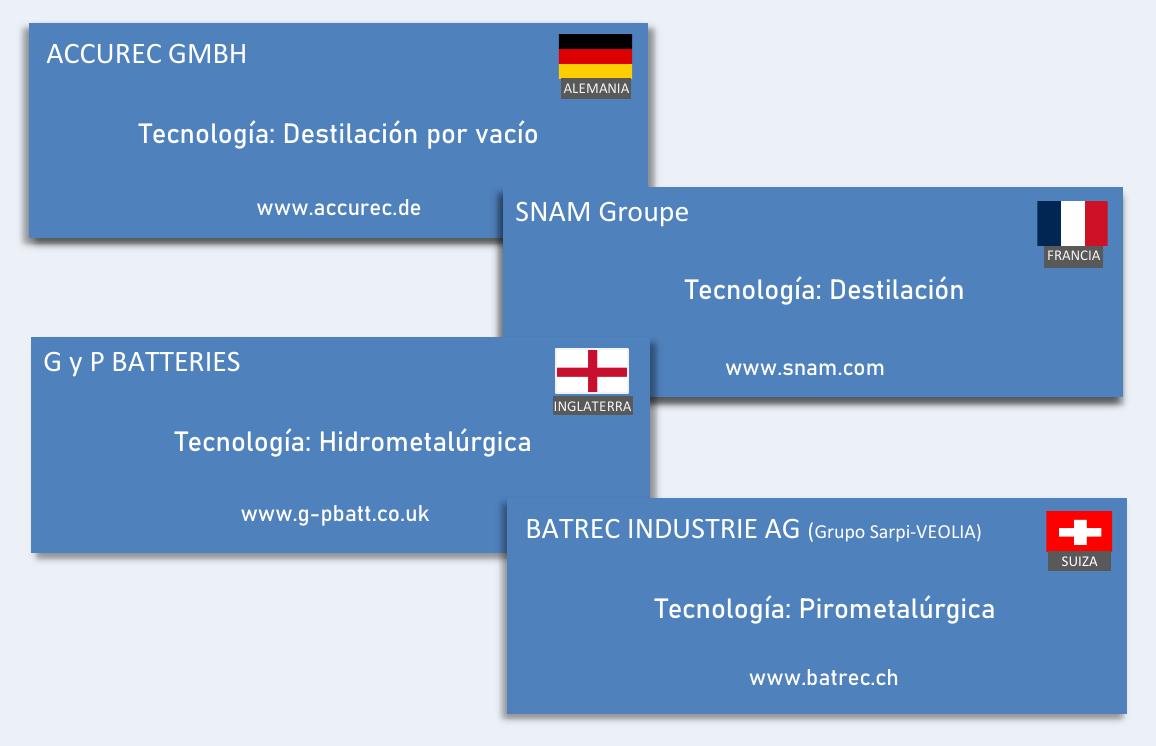 ACCUREC GMBH
ALEMANIA
Tecnología: Destilación por vacío
www.accurec.de
SNAM Groupe
FRANCIA
Tecnología: Destilación
www.snam.com
G y P BATTERIES
INGLATERRA
Tecnología: Hidrometalúrgica
www.g-pbatt.co.uk
BATREC INDUSTRIE AG (Grupo Sarpi-VEOLIA)
SUIZA
Tecnología: Pirometalúrgica
www.batrec.ch